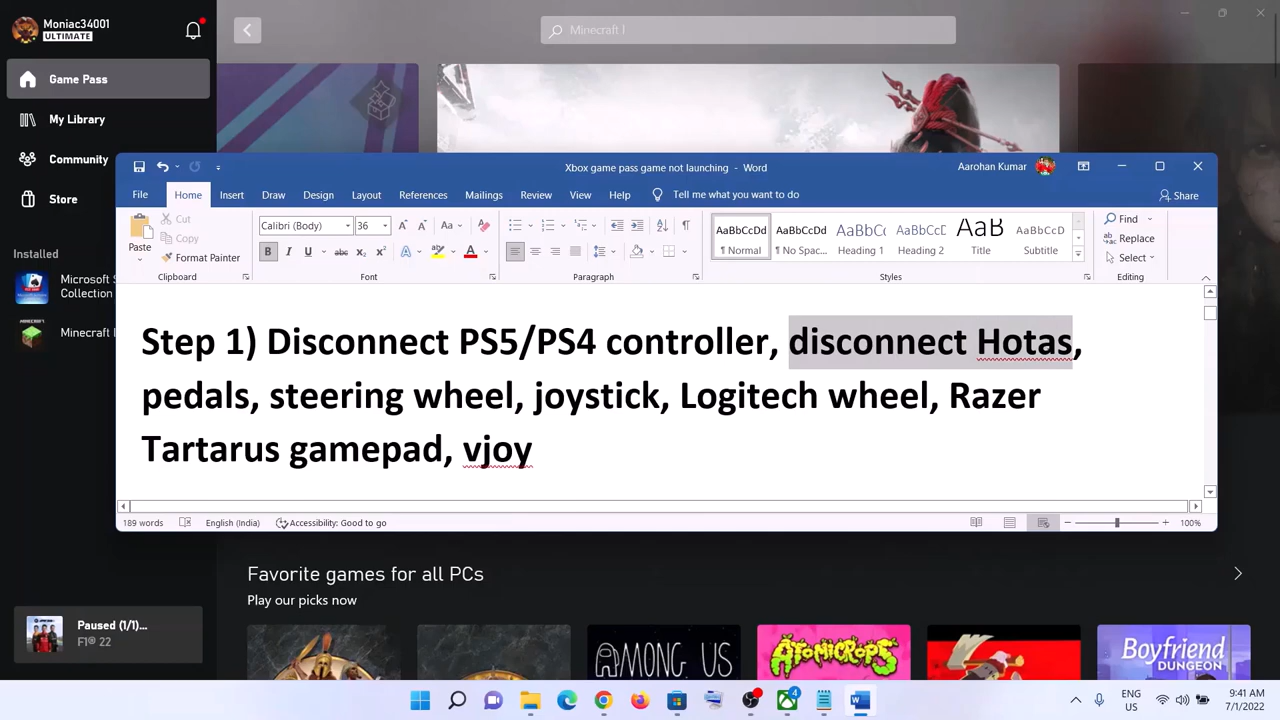 Moniac34001
ULTIMATE
Minecraft l
Game Pass
My Library
Community
Store
Installed
Microsoft S
Collection
Minecraft l
Xbox game pass game not launching - Word
Aarohan Kumar
File Home Insert Draw Design Layout References Mailings Review View Help Tell me what you want to do Share
Paste
Cut
Copy
Format Painter
Clipboard
Calibri (Body) 36
Font
Paragraph
AaBbCcDd AaBbCcDd AaBbCc AaBbCcE AaB AaBbCcD
¶ Normal ¶ No Spac... Heading 1 Heading 2 Title Subtitle
Styles
Find
Replace
Select
Editing
Step 1) Disconnect PS5/PS4 controller, disconnect Hotas,
pedals, steering wheel, joystick, Logitech wheel, Razer
Tartarus gamepad, vjoy
189 words English (India) Accessibility: Good to go 100%
Favorite games for all PCs
Play our picks now
Paused (1/1)...
F1® 22
AMONG US
ATOMICROPS
Boyfriend
DUNGEON
4
ENG
US
9:41 AM
7/1/2022